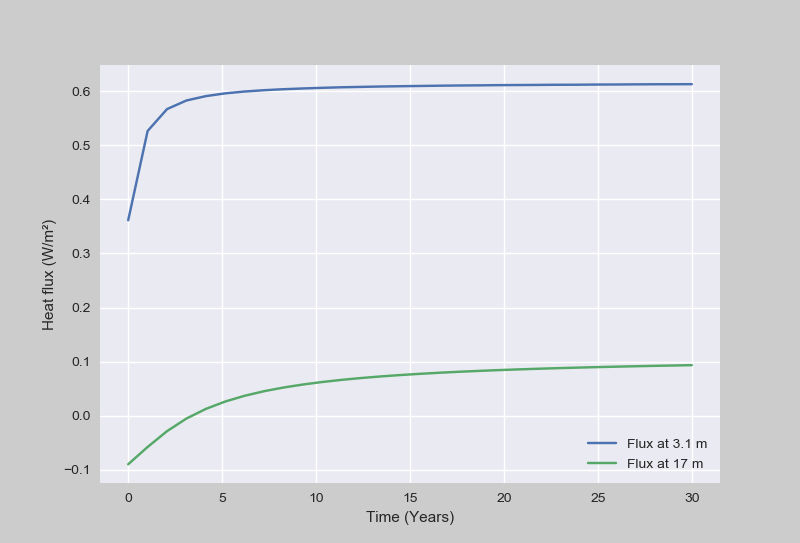 Heat flux (W/m²)
0.6
0.5
0.4
0.3
0.2
0.1
0.0
−0.1
Flux at 3.1 m
Flux at 17 m
0 5 10 15 20 25 30
Time (Years)